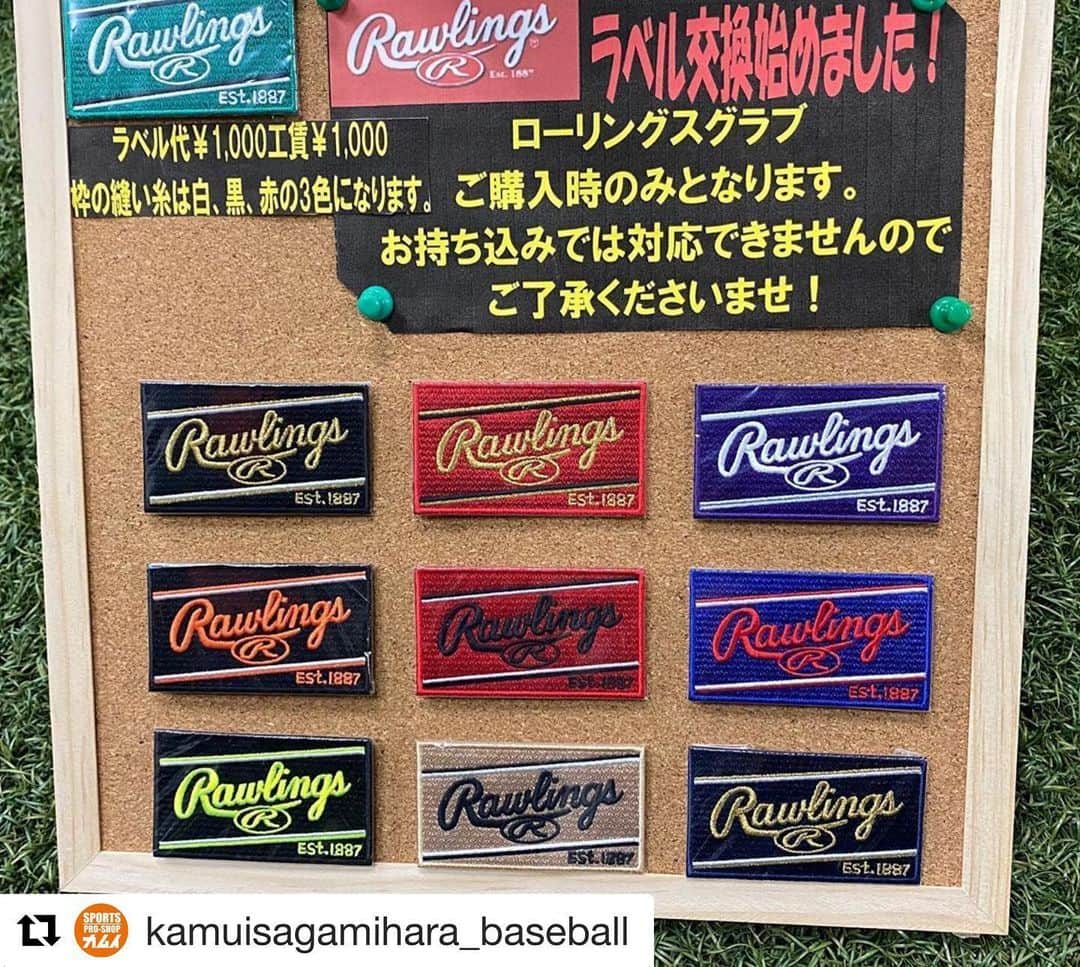 Rawlings
R
Est.1887
Rawlings
R
Est. 1887
ラベル交換始めました！
ラベル代￥1,000工賃￥1,000
枠の縫い糸は白、黒、赤の3色になります。
ローリングスグラブ
ご購入時のみとなります。
お持ち込みでは対応できませんので
ご了承くださいませ！
Rawlings
R
Est.1887
Rawlings
R
Est.1887
Rawlings
R
Est.1887
Rawlings
R
Est.1887
Rawlings
R
Est.1887
Rawlings
R
Est.1887
Rawlings
R
Est.1887
Rawlings
R
Est.1887
Rawlings
R
Est.1887
SPORTS
PRO-SHOP
カムイ
kamuisagamihara_baseball